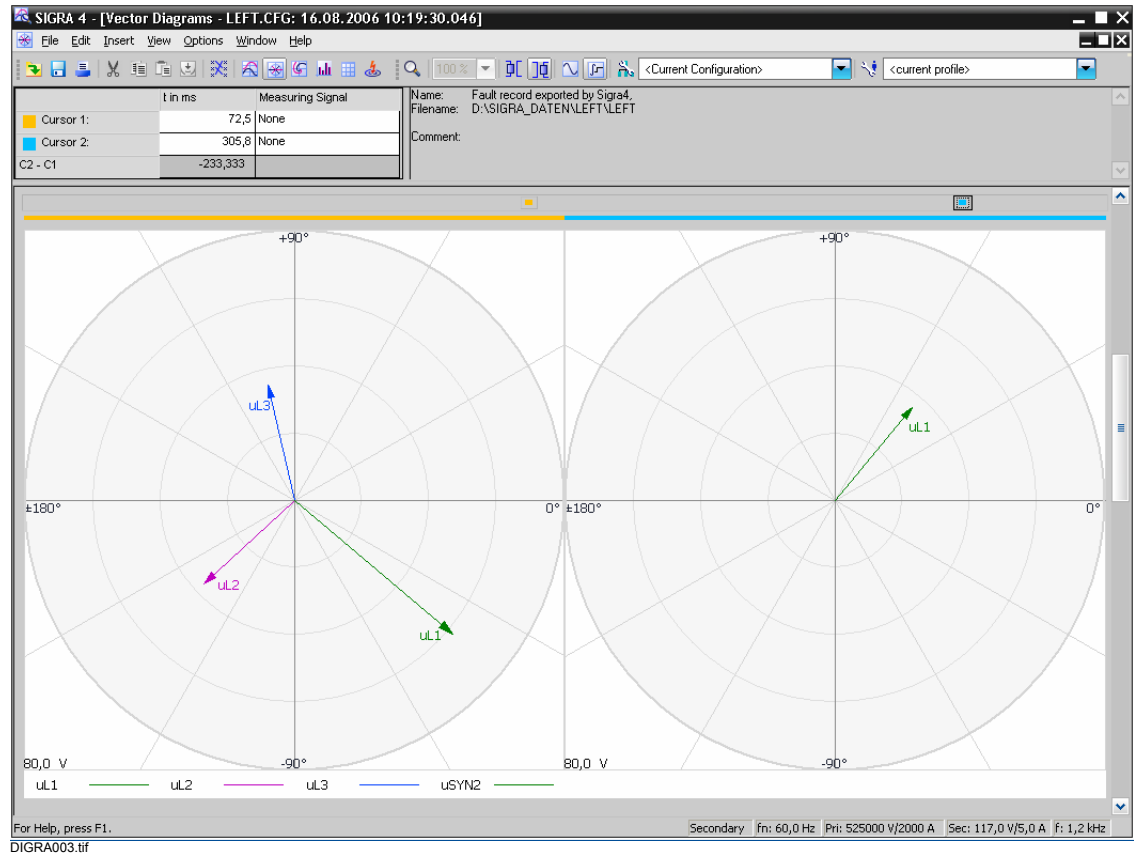 SIGRA 4 - [Vector Diagrams - LEFT.CFG: 16.08.2006 10:19:30.046]
File Edit Insert View Options Window Help
100 % <Current Configuration> <current profile>
t in ms Measuring Signal
Cursor 1: 72,5 None
Cursor 2: 305,8 None
C2 - C1 -233,333
Name: Fault record exported by Sigra4,
Filename: D:\SIGRA_DATEN\LEFT\LEFT
Comment:
+90° +90°
uL3
uL1
±180° 0° ±180° 0°
uL2
uL1
80,0 V -90° 80,0 V -90°
uL1 uL2 uL3 uSYN2
For Help, press F1. Secondary fn: 60,0 Hz Pri: 525000 V/2000 A Sec: 117,0 V/5,0 A f: 1,2 kHz
DIGRA003.tif